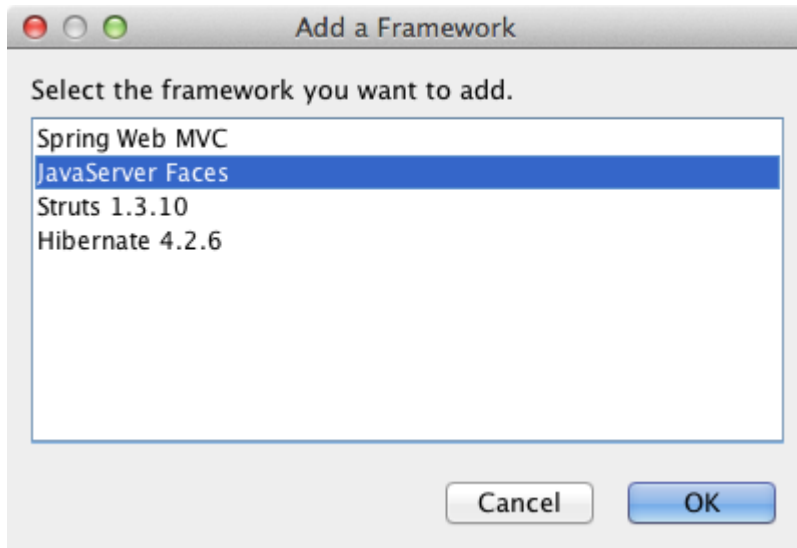 Add a Framework
Select the framework you want to add.
Spring Web MVC
JavaServer Faces
Struts 1.3.10
Hibernate 4.2.6
Cancel OK